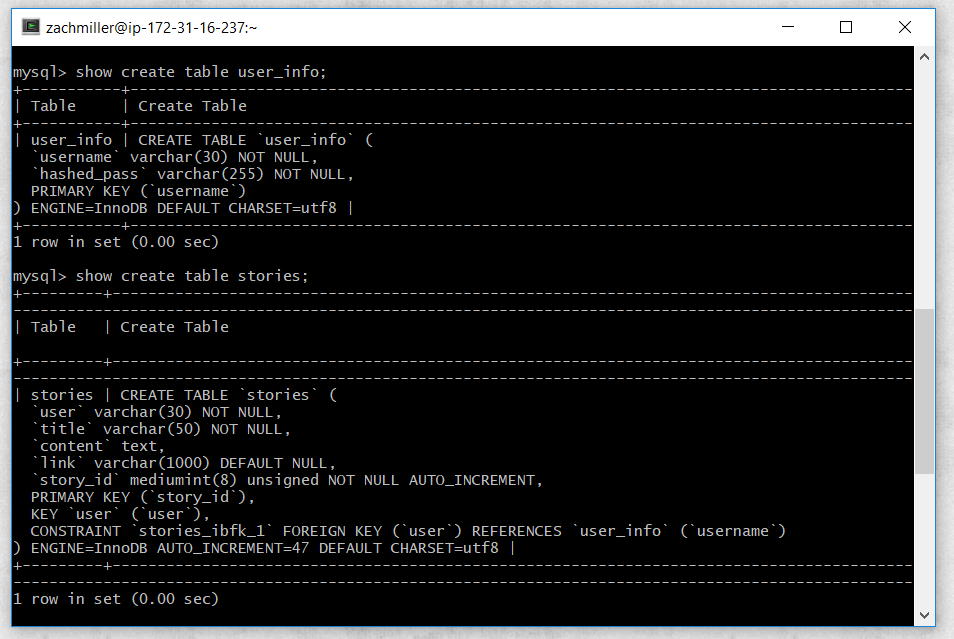 zachmiller@ip-172-31-16-237:~
mysql> show create table user_info;
+-----------+---------------------------------------------------------------------------------------
| Table     | Create Table
+-----------+---------------------------------------------------------------------------------------
| user_info | CREATE TABLE `user_info` (
  `username` varchar(30) NOT NULL,
  `hashed_pass` varchar(255) NOT NULL,
  PRIMARY KEY (`username`)
) ENGINE=InnoDB DEFAULT CHARSET=utf8 |
+-----------+---------------------------------------------------------------------------------------
1 row in set (0.00 sec)
mysql> show create table stories;
+---------+-----------------------------------------------------------------------------------------
----------------------------------------------------------------------------------------------------
| Table   | Create Table
+---------+-----------------------------------------------------------------------------------------
----------------------------------------------------------------------------------------------------
| stories | CREATE TABLE `stories` (
  `user` varchar(30) NOT NULL,
  `title` varchar(50) NOT NULL,
  `content` text,
  `link` varchar(1000) DEFAULT NULL,
  `story_id` mediumint(8) unsigned NOT NULL AUTO_INCREMENT,
  PRIMARY KEY (`story_id`),
  KEY `user` (`user`),
  CONSTRAINT `stories_ibfk_1` FOREIGN KEY (`user`) REFERENCES `user_info` (`username`)
) ENGINE=InnoDB AUTO_INCREMENT=47 DEFAULT CHARSET=utf8 |
+---------+-----------------------------------------------------------------------------------------
----------------------------------------------------------------------------------------------------
1 row in set (0.00 sec)